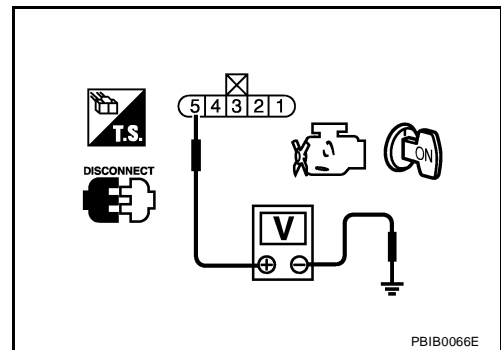 5 4 3 2 1
T.S.
DISCONNECT
ON
V
+ −
PBIB0066E